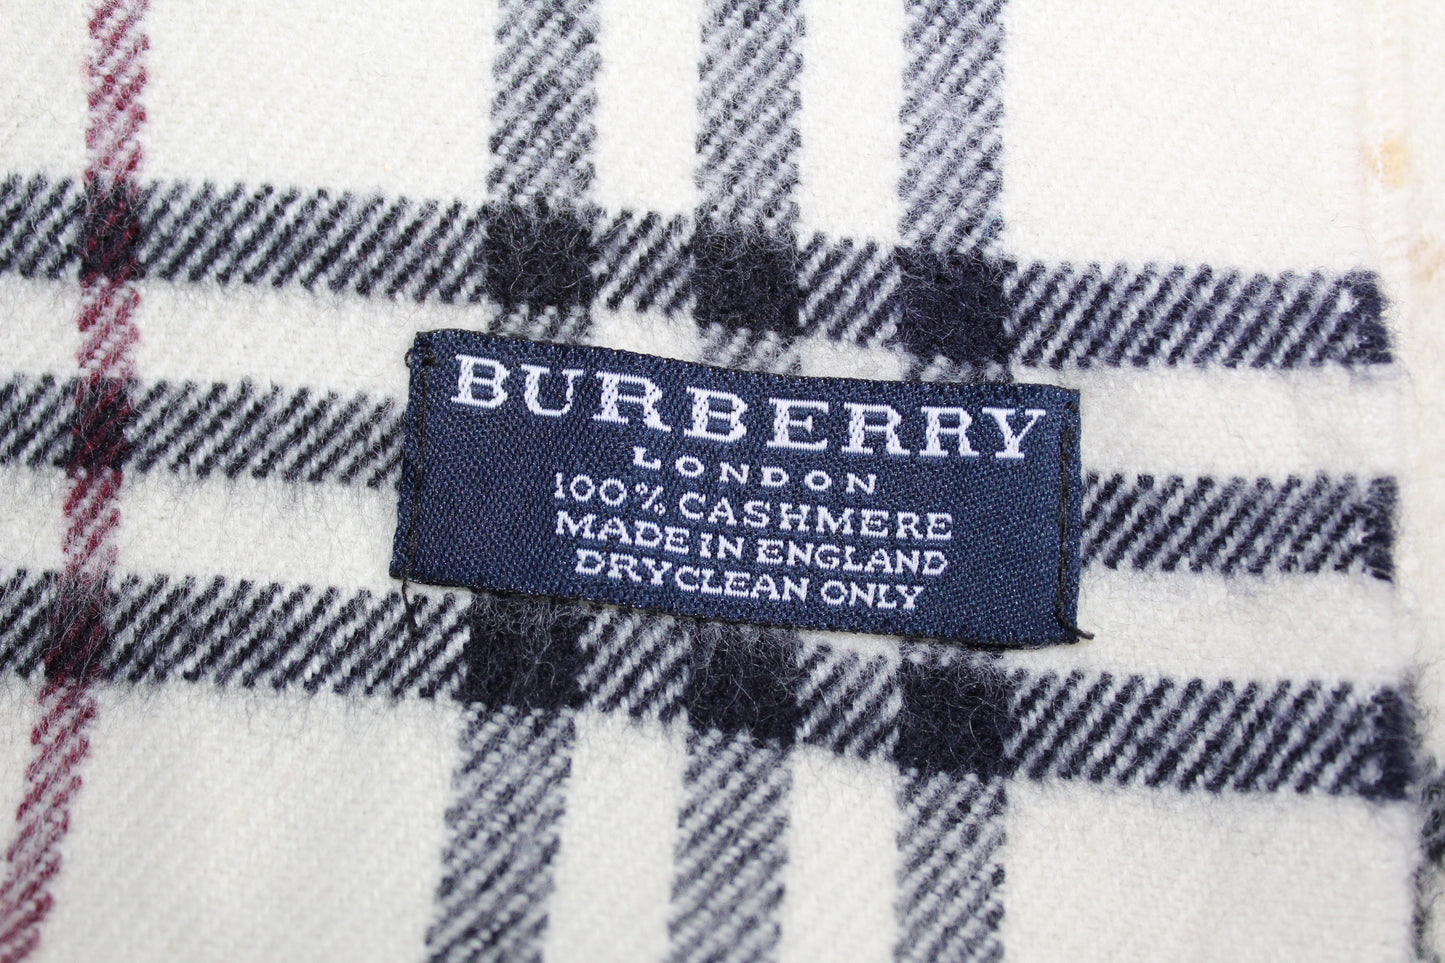 BURBERRY
LONDON
100% CASHMERE
MADE IN ENGLAND
DRYCLEAN ONLY